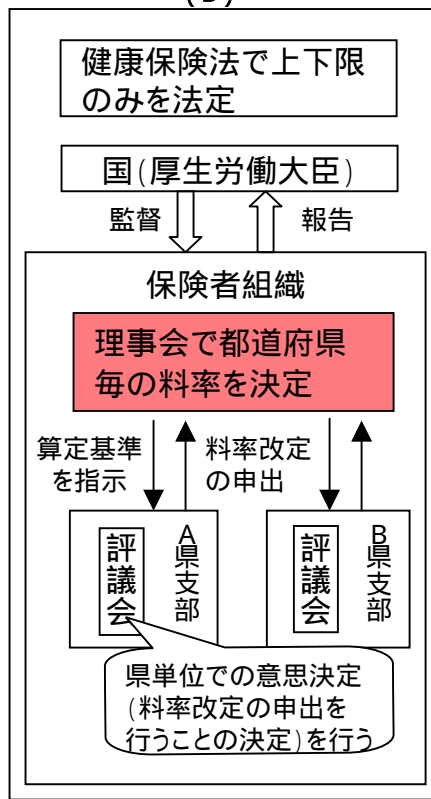 (B)
健康保険法で上下限
のみを法定
国(厚生労働大臣)
監督
報告
保険者組織
理事会で都道府県
毎の料率を決定
算定基準
を指示
料率改定
の申出
評議会
A県支部
評議会
B県支部
県単位での意思決定
(料率改定の申出を
行うことの決定)を行う